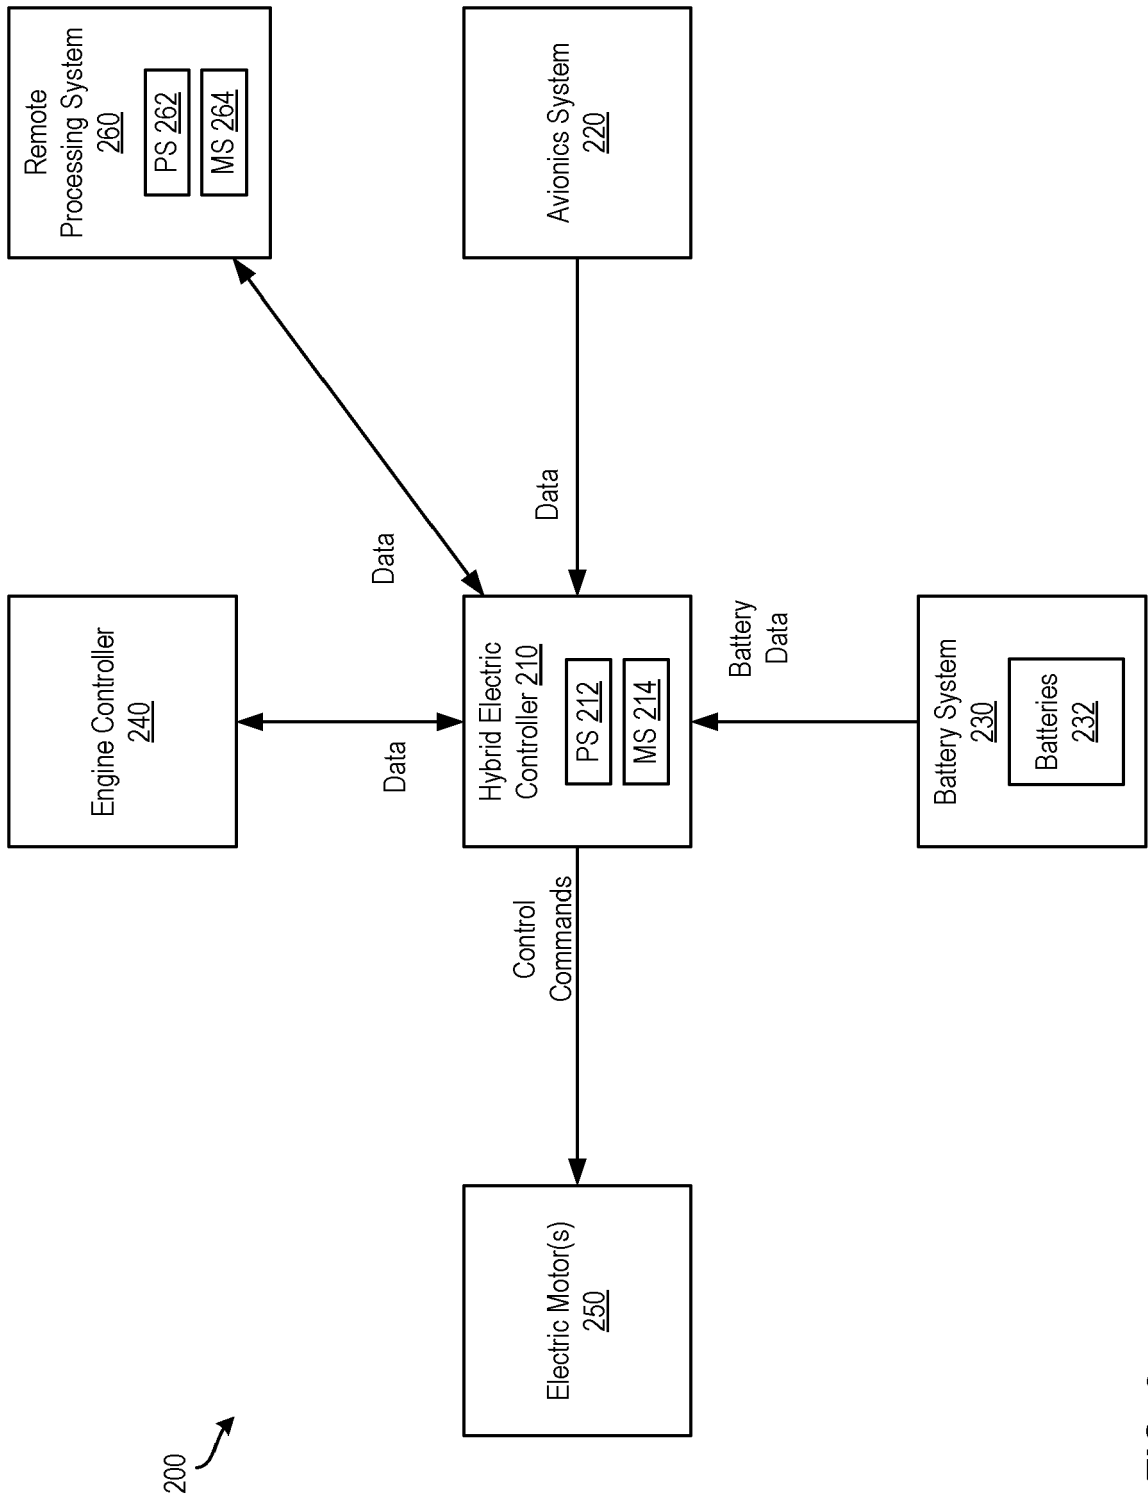 200
Engine Controller
240
Remote
Processing System
260
PS 262
MS 264
Data
Data
Electric Motor(s)
250
Control
Commands
Hybrid Electric
Controller 210
PS 212
MS 214
Data
Avionics System
220
Battery
Data
Battery System
230
Batteries
232